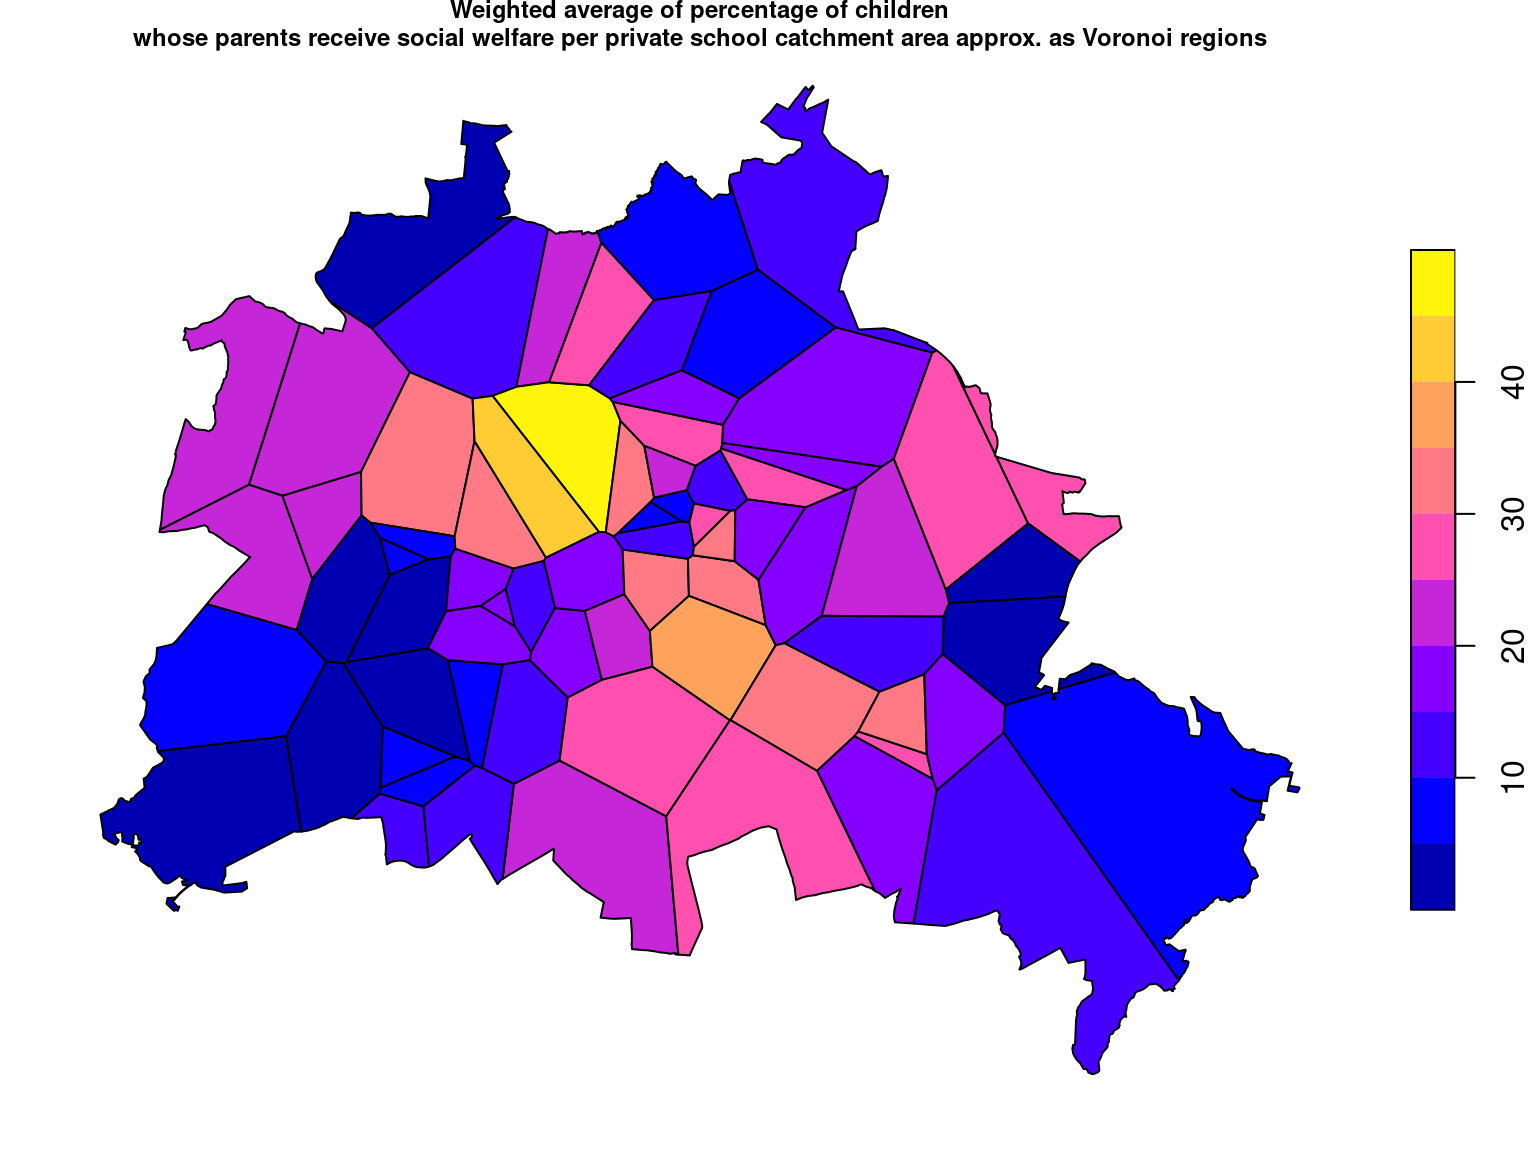 Weighted average of percentage of children
whose parents receive social welfare per private school catchment area approx. as Voronoi regions
40
30
20
10